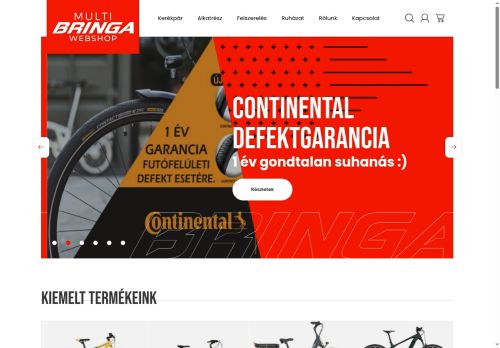 MULTI
BRINGA
WEBSHOP
Kerékpár Alkatrész Felszerelés Ruházat Rólunk Kapcsolat
ÚJ
1 ÉV
GARANCIA
FUTÓFELÜLETI
DEFEKT ESETÉRE.
Continental
CONTINENTAL
DEFEKTGARANCIA
1 év gondtalan suhanás :)
Részletek
BRINGA
KIEMELT TERMÉKEINK